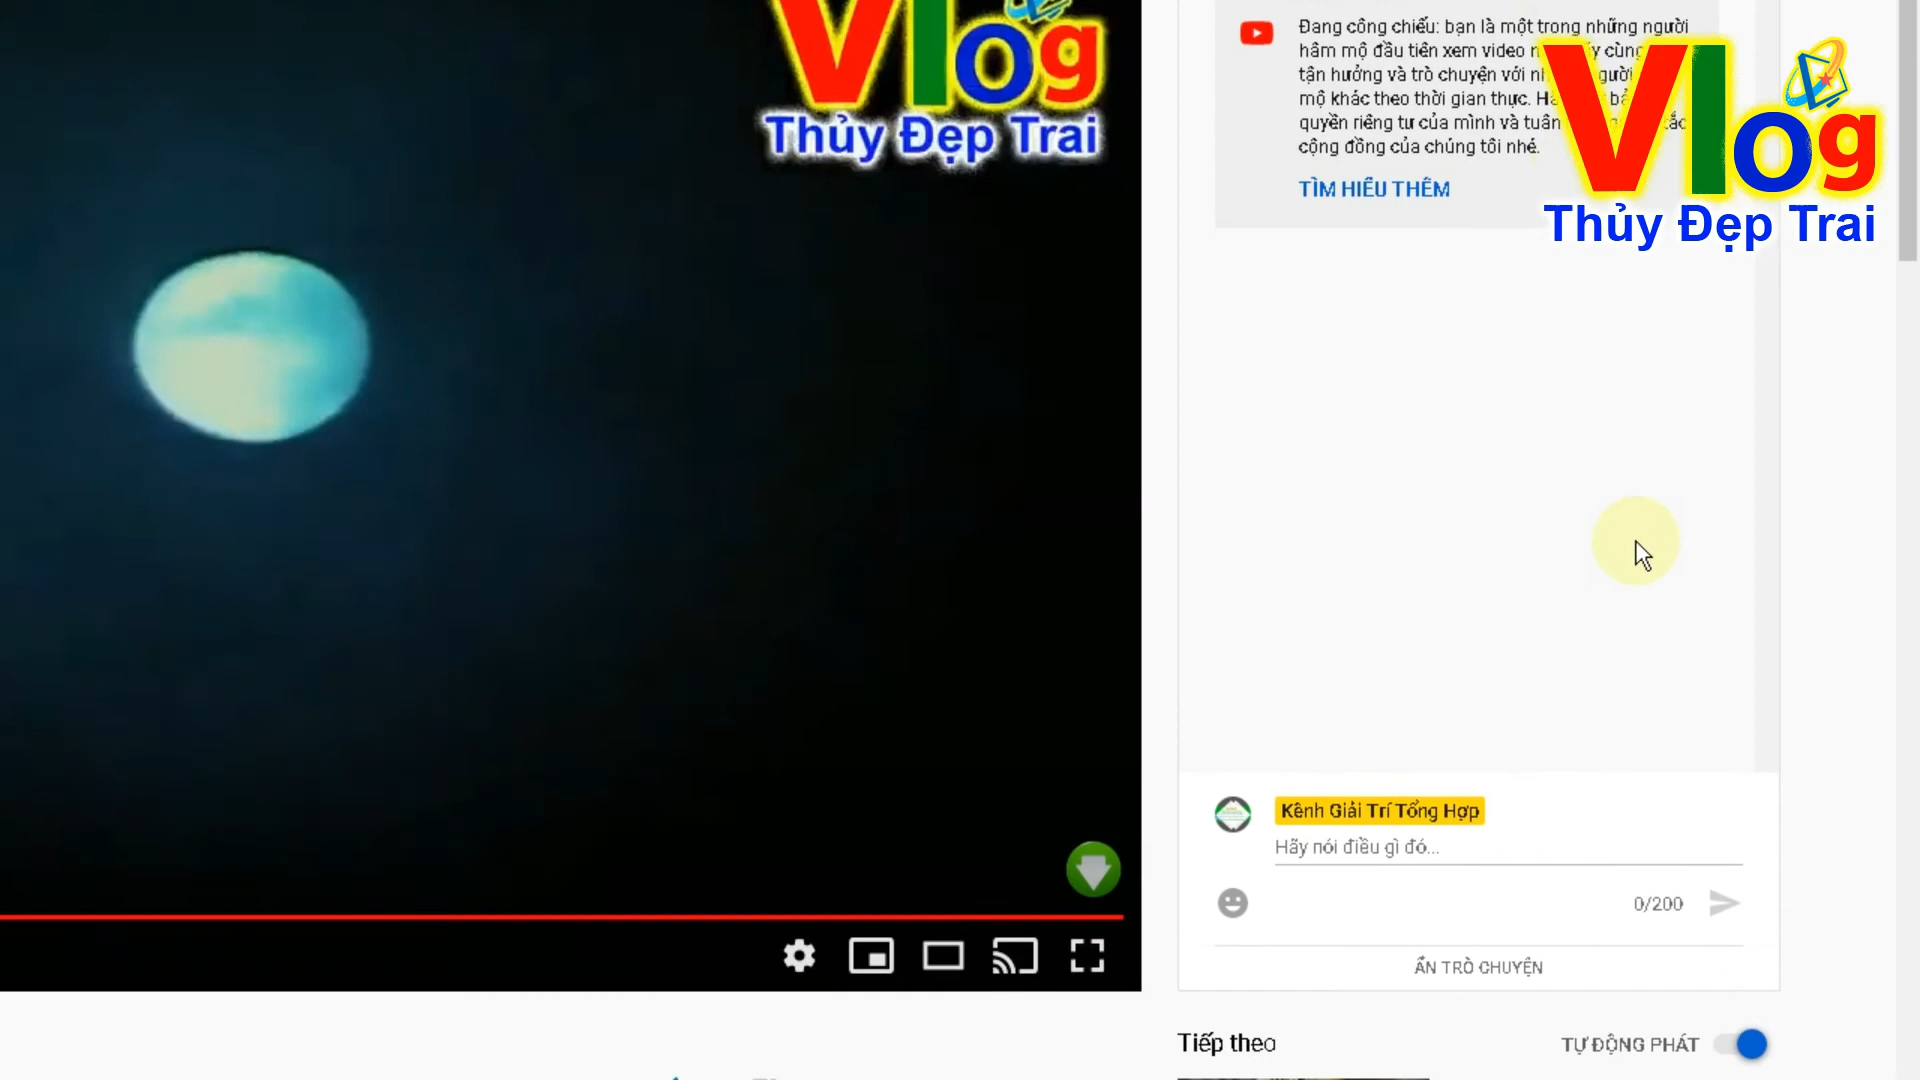 Vlog
Thủy Đẹp Trai
Đang công chiếu: bạn là một trong những người
hâm mộ đầu tiên xem video
cùng
tận hưởng và trò chuyện với
người
mộ khác theo thời gian thực.
quyền riêng tư của mình và tuân
tắc
cộng đồng của chúng tôi nhé.
TÌM HIỂU THÊM
Vlog
Thủy Đẹp Trai
Kênh Giải Trí Tổng Hợp
Hãy nói điều gì đó...
0/200
ẨN TRÒ CHUYỆN
Tiếp theo
TỰ ĐỘNG PHÁT